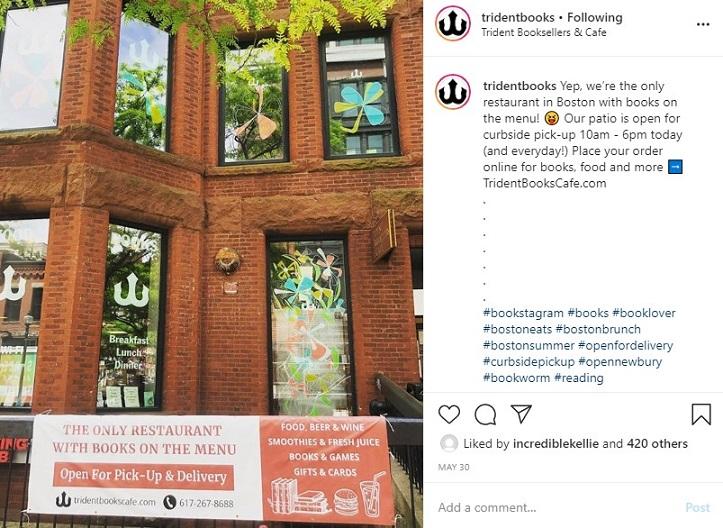 tridentbooks • Following
Trident Booksellers & Cafe
tridentbooks Yep, we're the only
restaurant in Boston with books on
the menu! 😝 Our patio is open for
curbside pick-up 10am - 6pm today
(and everyday!) Place your order
online for books, food and more ➡️
TridentBooksCafe.com
.
.
.
.
.
.
.
#bookstagram #books #booklover
#bostoneats #bostonbrunch
#bostonsummer #openfordelivery
#curbsidepickup #opennewbury
#bookworm #reading
Liked by incrediblekellie and 420 others
MAY 30
Add a comment...
Post
Breakfast
Lunch
Dinner
THE ONLY RESTAURANT
WITH BOOKS ON THE MENU
Open For Pick-Up & Delivery
tridentbookscafe.com 617-267-8688
FOOD, BEER & WINE
SMOOTHIES & FRESH JUICE
BOOKS & GAMES
GIFTS & CARDS